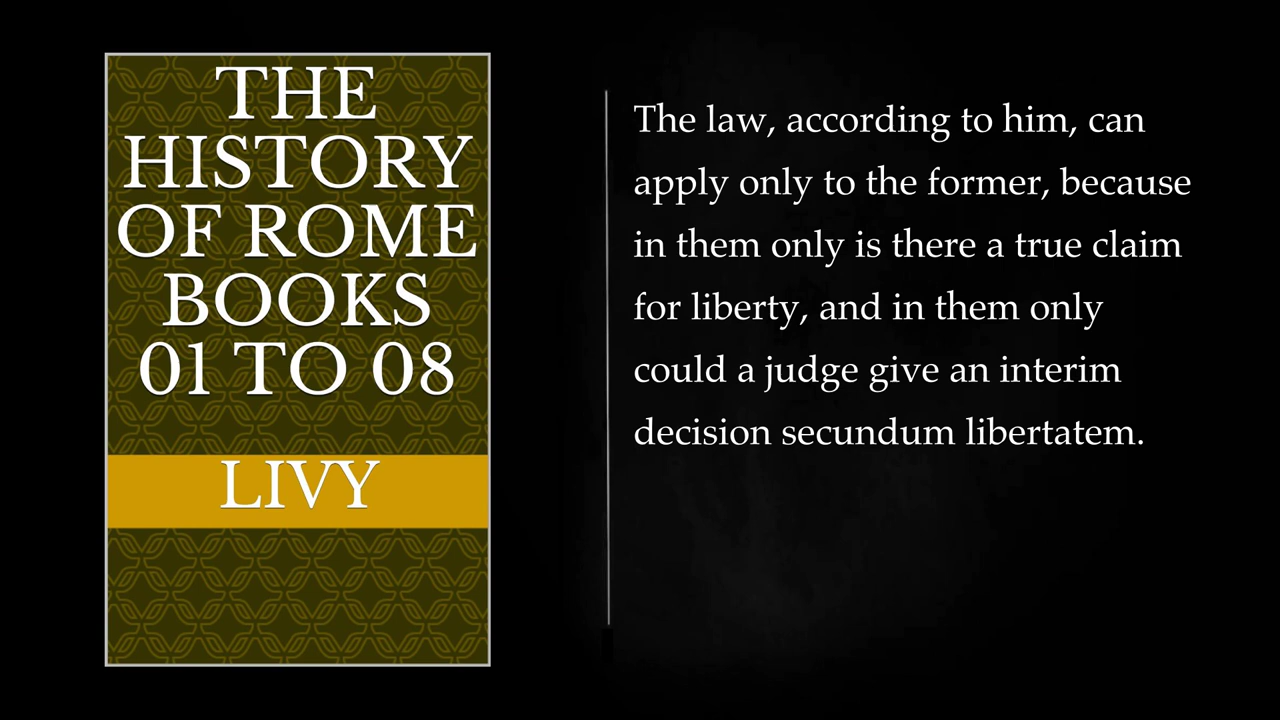 THE
HISTORY
OF ROME
BOOKS
01 TO 08
LIVY
The law, according to him, can
apply only to the former, because
in them only is there a true claim
for liberty, and in them only
could a judge give an interim
decision secundum libertatem.